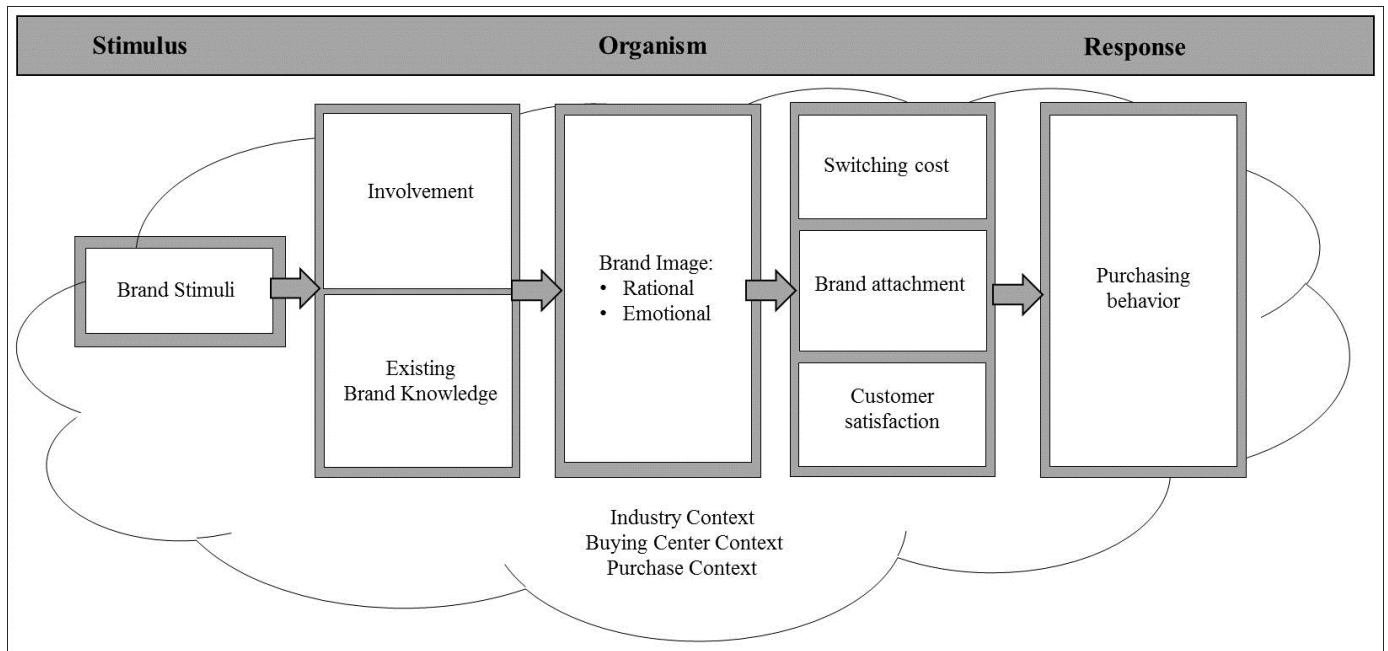 Stimulus
Organism
Response
Brand Stimuli
Involvement
Existing
Brand Knowledge
Brand Image:
• Rational
• Emotional
Switching cost
Brand attachment
Customer
satisfaction
Purchasing
behavior
Industry Context
Buying Center Context
Purchase Context